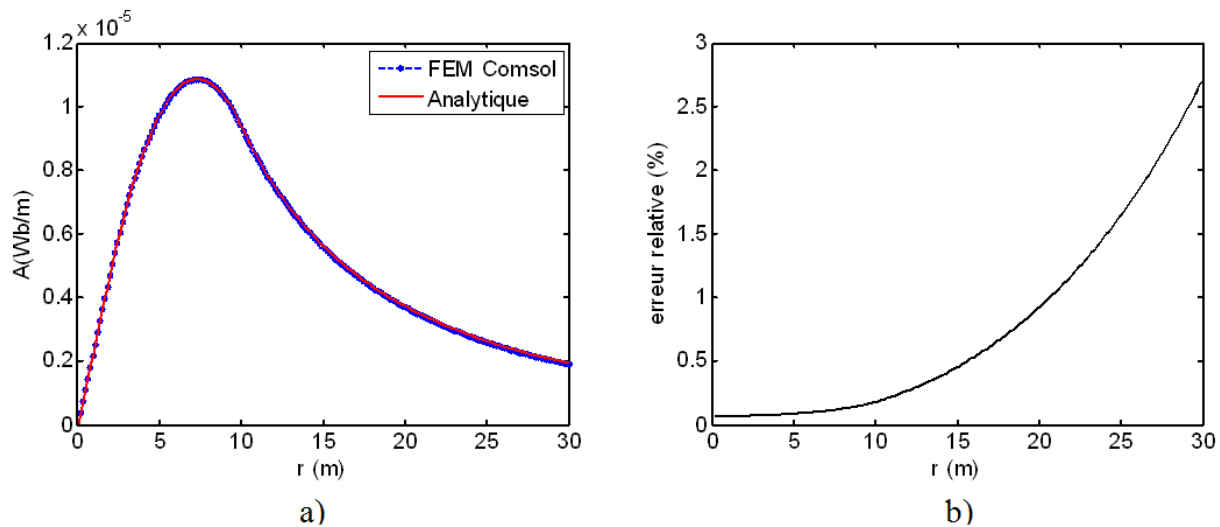 x 10-5
1.2
1
0.8
0.6
0.4
0.2
0
A(Wb/m)
0 5 10 15 20 25 30
r (m)
FEM Comsol
Analytique
a)
3
2.5
2
1.5
1
0.5
0
erreur relative (%)
0 5 10 15 20 25 30
r (m)
b)